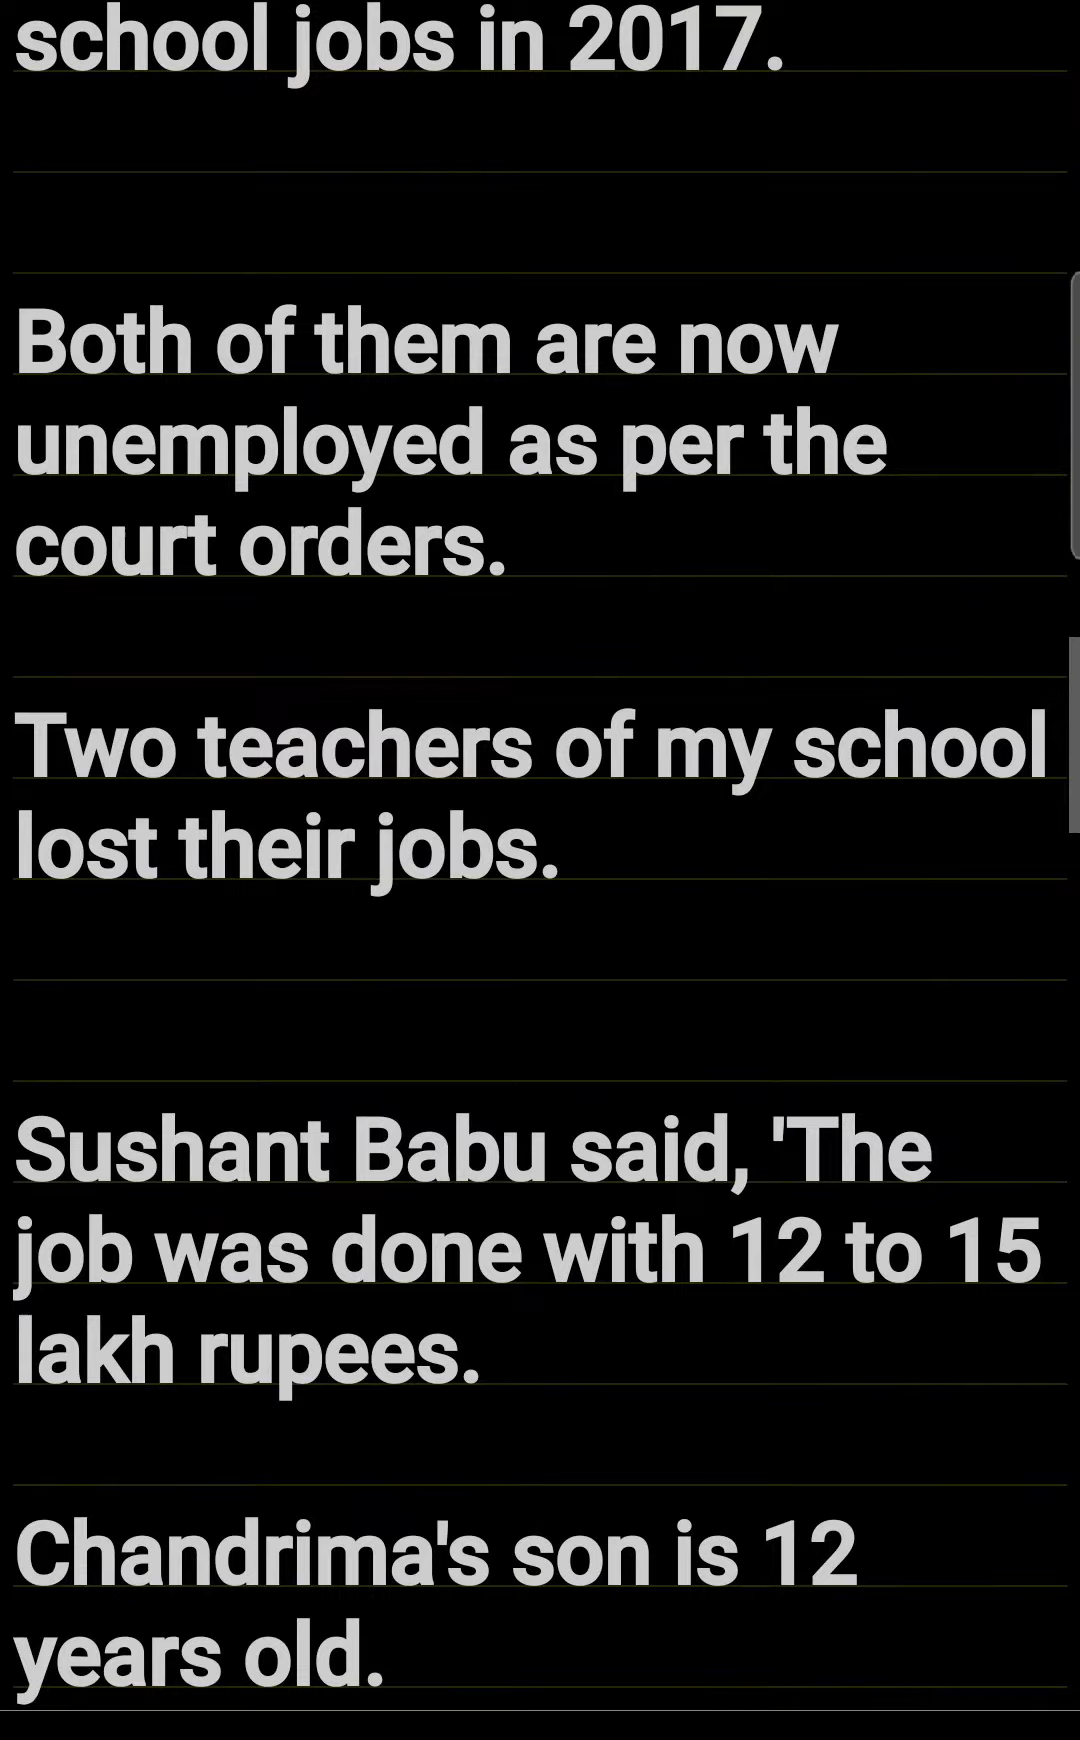 school jobs in 2017.
Both of them are now
unemployed as per the
court orders.
Two teachers of my school
lost their jobs.
Sushant Babu said, 'The
job was done with 12 to 15
lakh rupees.
Chandrima's son is 12
years old.